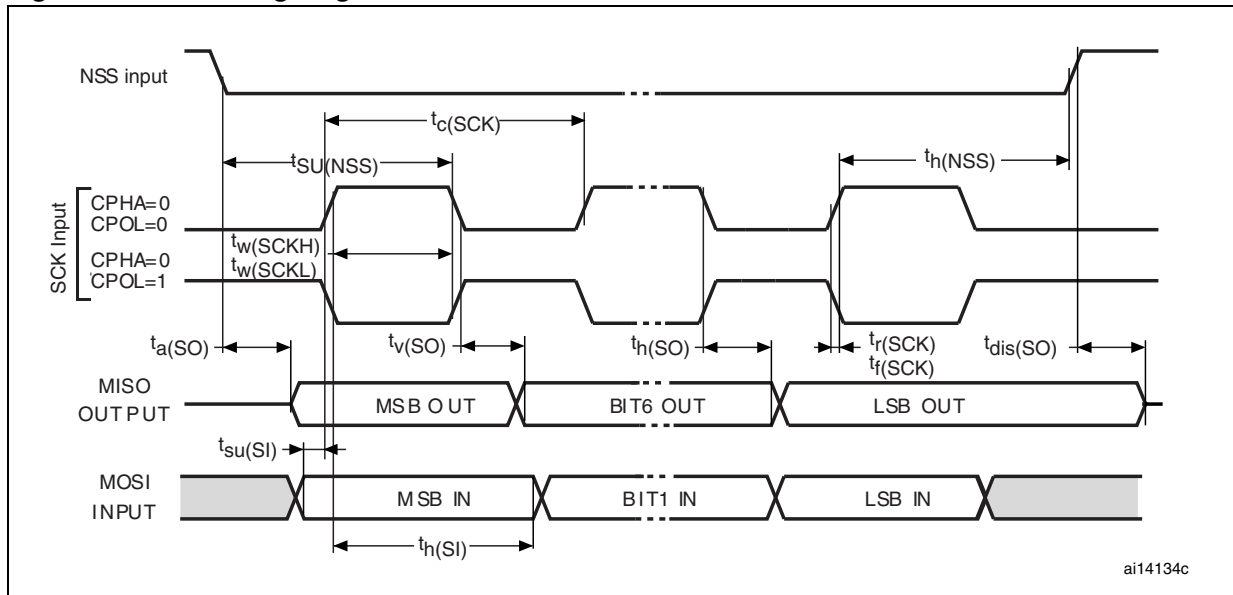 NSS input
tc(SCK)
tSU(NSS)
th(NSS)
SCK Input
CPHA=0
CPOL=0
tw(SCKH)
CPHA=0
tw(SCKL)
CPOL=1
ta(SO)
tv(SO)
th(SO)
tr(SCK)
tf(SCK)
tdis(SO)
MISO
OUTPUT
MSB OUT
BIT6 OUT
LSB OUT
tsu(SI)
MOSI
INPUT
MSB IN
BIT1 IN
LSB IN
th(SI)
ai14134c